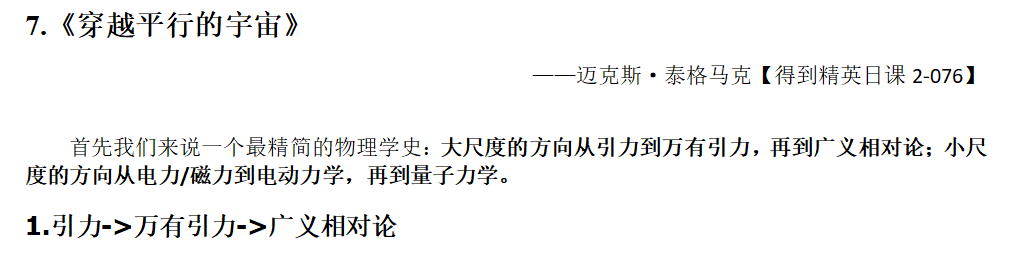 7.《穿越平行的宇宙》
——迈克斯·泰格马克【得到精英日课 2-076】
首先我们来说一个最精简的物理学史：大尺度的方向从引力到万有引力，再到广义相对论；小尺
度的方向从电力/磁力到电动力学，再到量子力学。
1.引力->万有引力->广义相对论